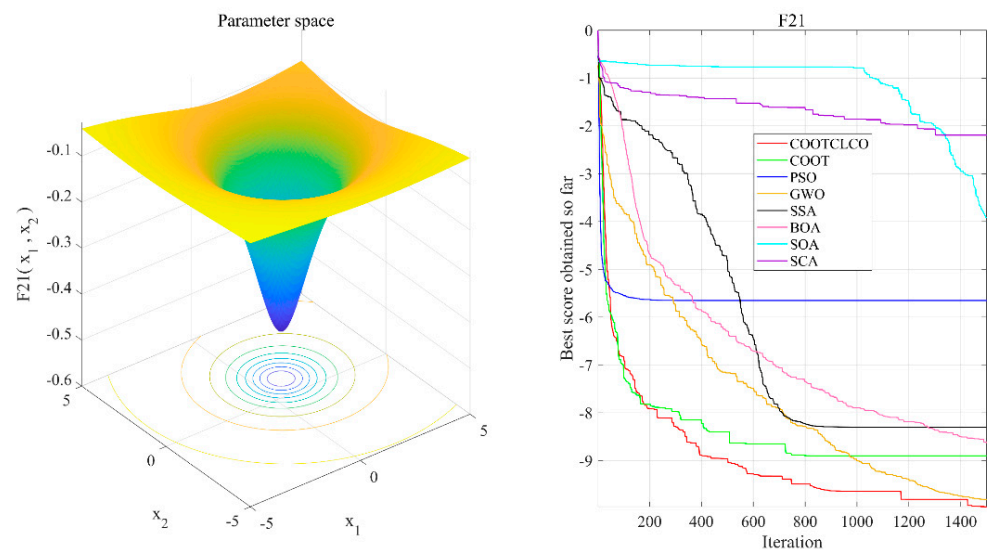 Parameter space
F21( x1 , x2 )
-0.1
-0.2
-0.3
-0.4
-0.5
-0.6
5
0
-5
x2
-5
0
5
x1
F21
Best score obtained so far
0
-1
-2
-3
-4
-5
-6
-7
-8
-9
COOTCLCO
COOT
PSO
GWO
SSA
BOA
SOA
SCA
200 400 600 800 1000 1200 1400
Iteration